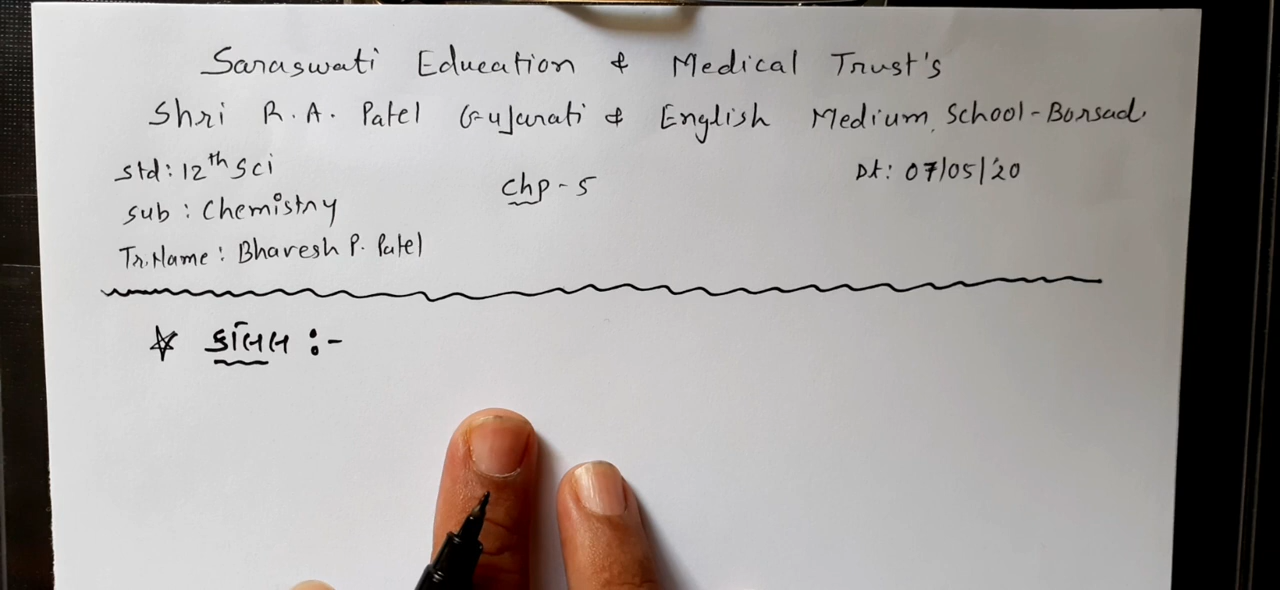 Saraswati Education & Medical Trust's
Shri R.A. Patel Gujarati & English Medium School-Borsad.
Std: 12th Sci
Dt: 07/05/'20
Chp-5
Sub: Chemistry
Tr.Name: Bharesh P. Patel
☆ કૉલિલ :-